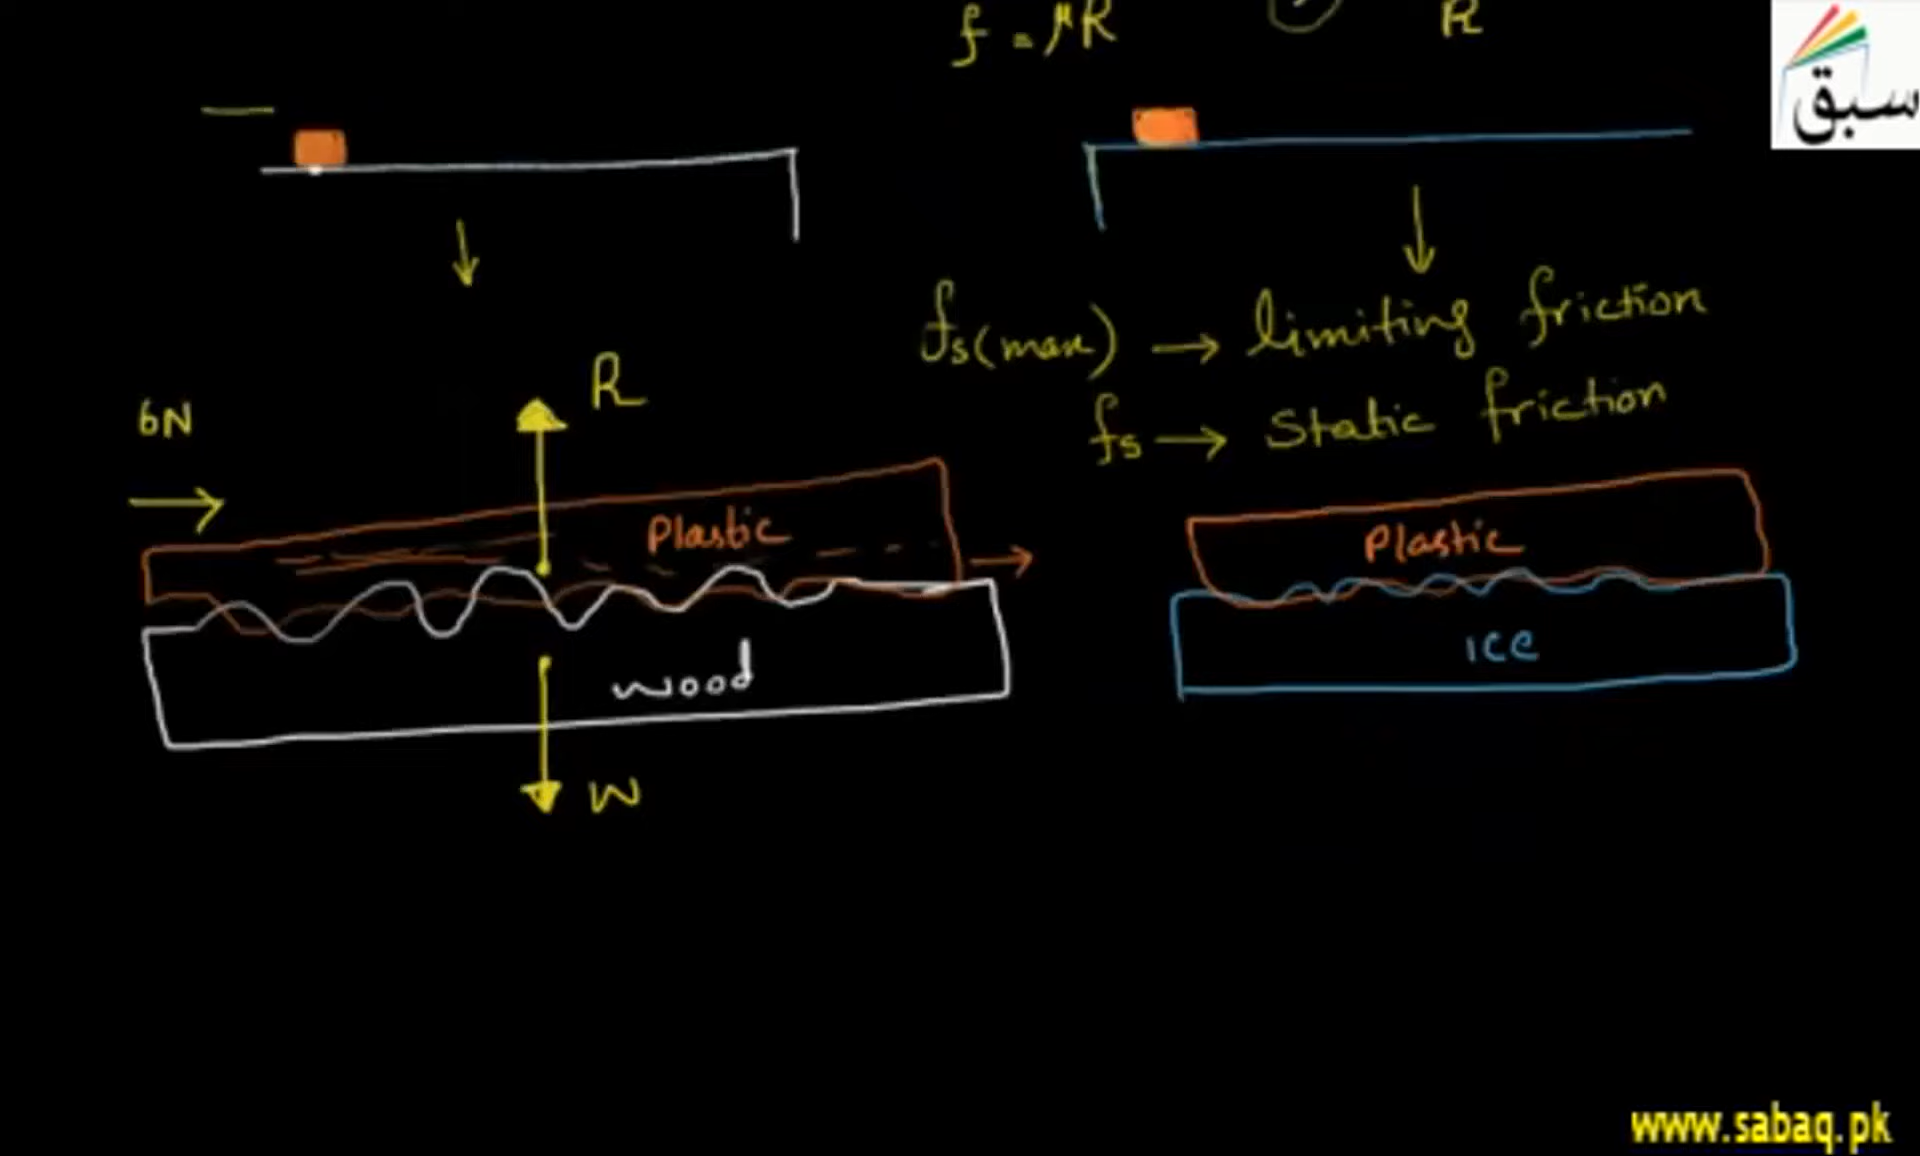 f = μR
R
سبق
fs(max) → limiting friction
fs → Static friction
6N
R
Plastic
wood
W
Plastic
ice
www.sabaq.pk